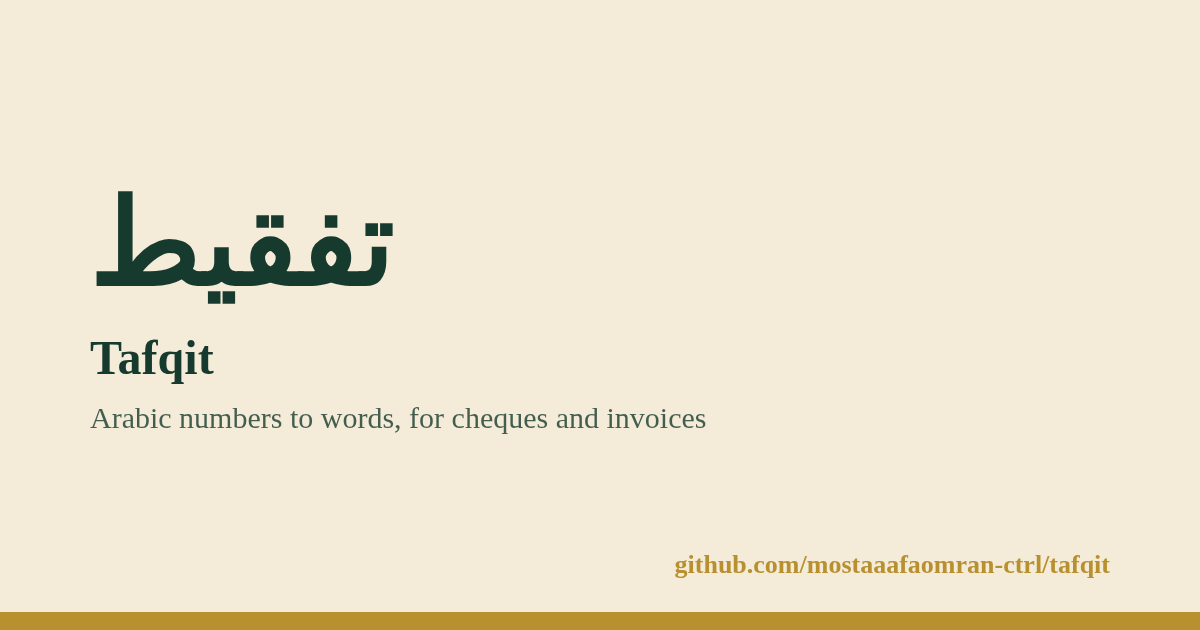 تفقيط
Tafqit
Arabic numbers to words, for cheques and invoices
github.com/mostaaafaomran-ctrl/tafqit